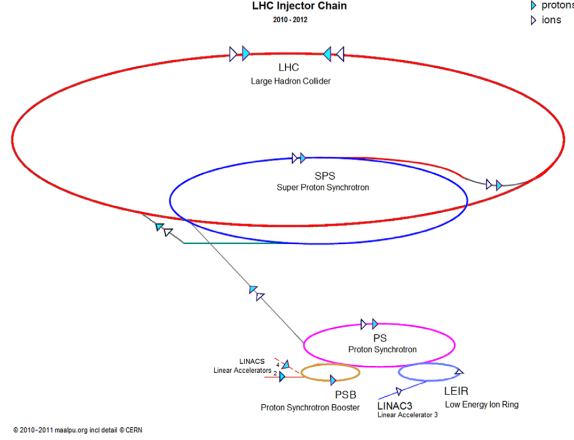 LHC Injector Chain
2010 - 2012
protons
ions
LHC
Large Hadron Collider
SPS
Super Proton Synchrotron
PS
Proton Synchrotron
LINACS
Linear Accelerators
4
2
PSB
Proton Synchrotron Booster
LINAC3
Linear Accelerator 3
LEIR
Low Energy Ion Ring
© 2010-2011 maalpu.org incl detail © CERN